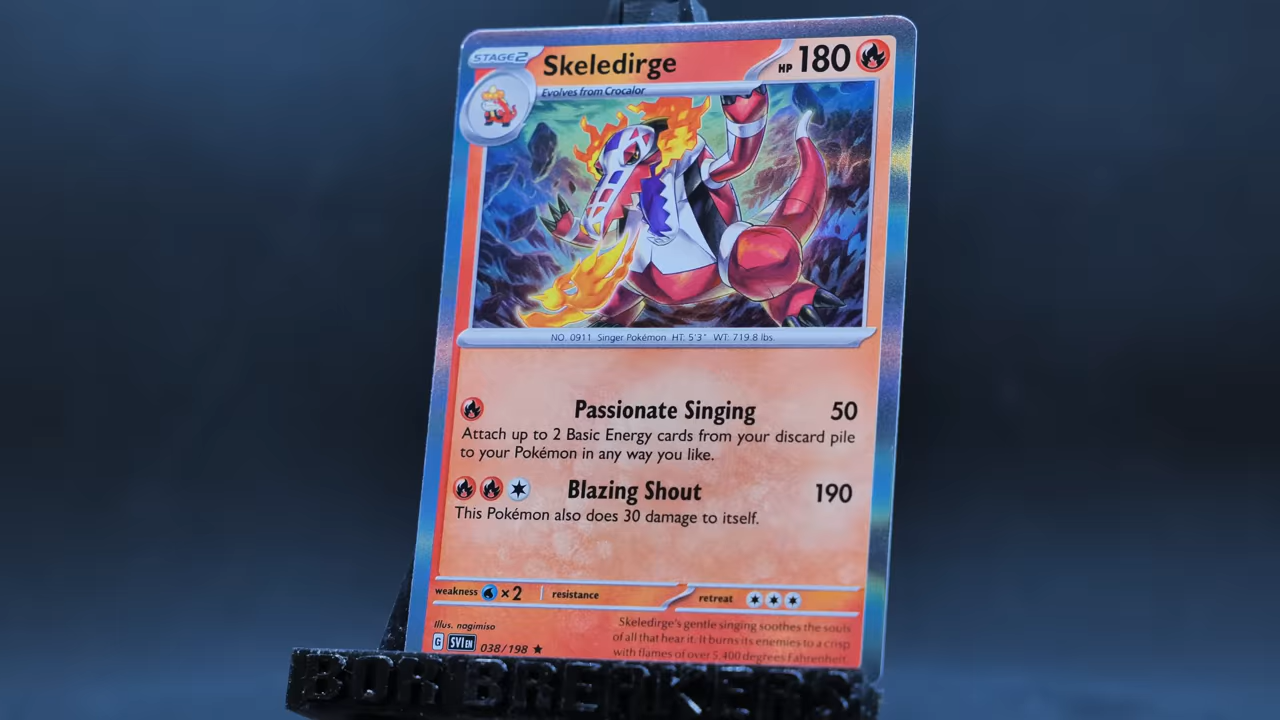 STAGE2 Skeledirge HP 180
Evolves from Crocalor
NO. 0911 Singer Pokémon HT: 5'3" WT: 719.8 lbs.
Passionate Singing 50
Attach up to 2 Basic Energy cards from your discard pile
to your Pokémon in any way you like.
Blazing Shout 190
This Pokémon also does 30 damage to itself.
weakness ×2 resistance retreat
Illus. nagimiso
G SVI EN 038/198
Skeledirge's gentle singing soothes the souls
of all that hear it. It burns its enemies to a crisp
with flames of over 5,400 degrees Fahrenheit.
BOX BREAKERS